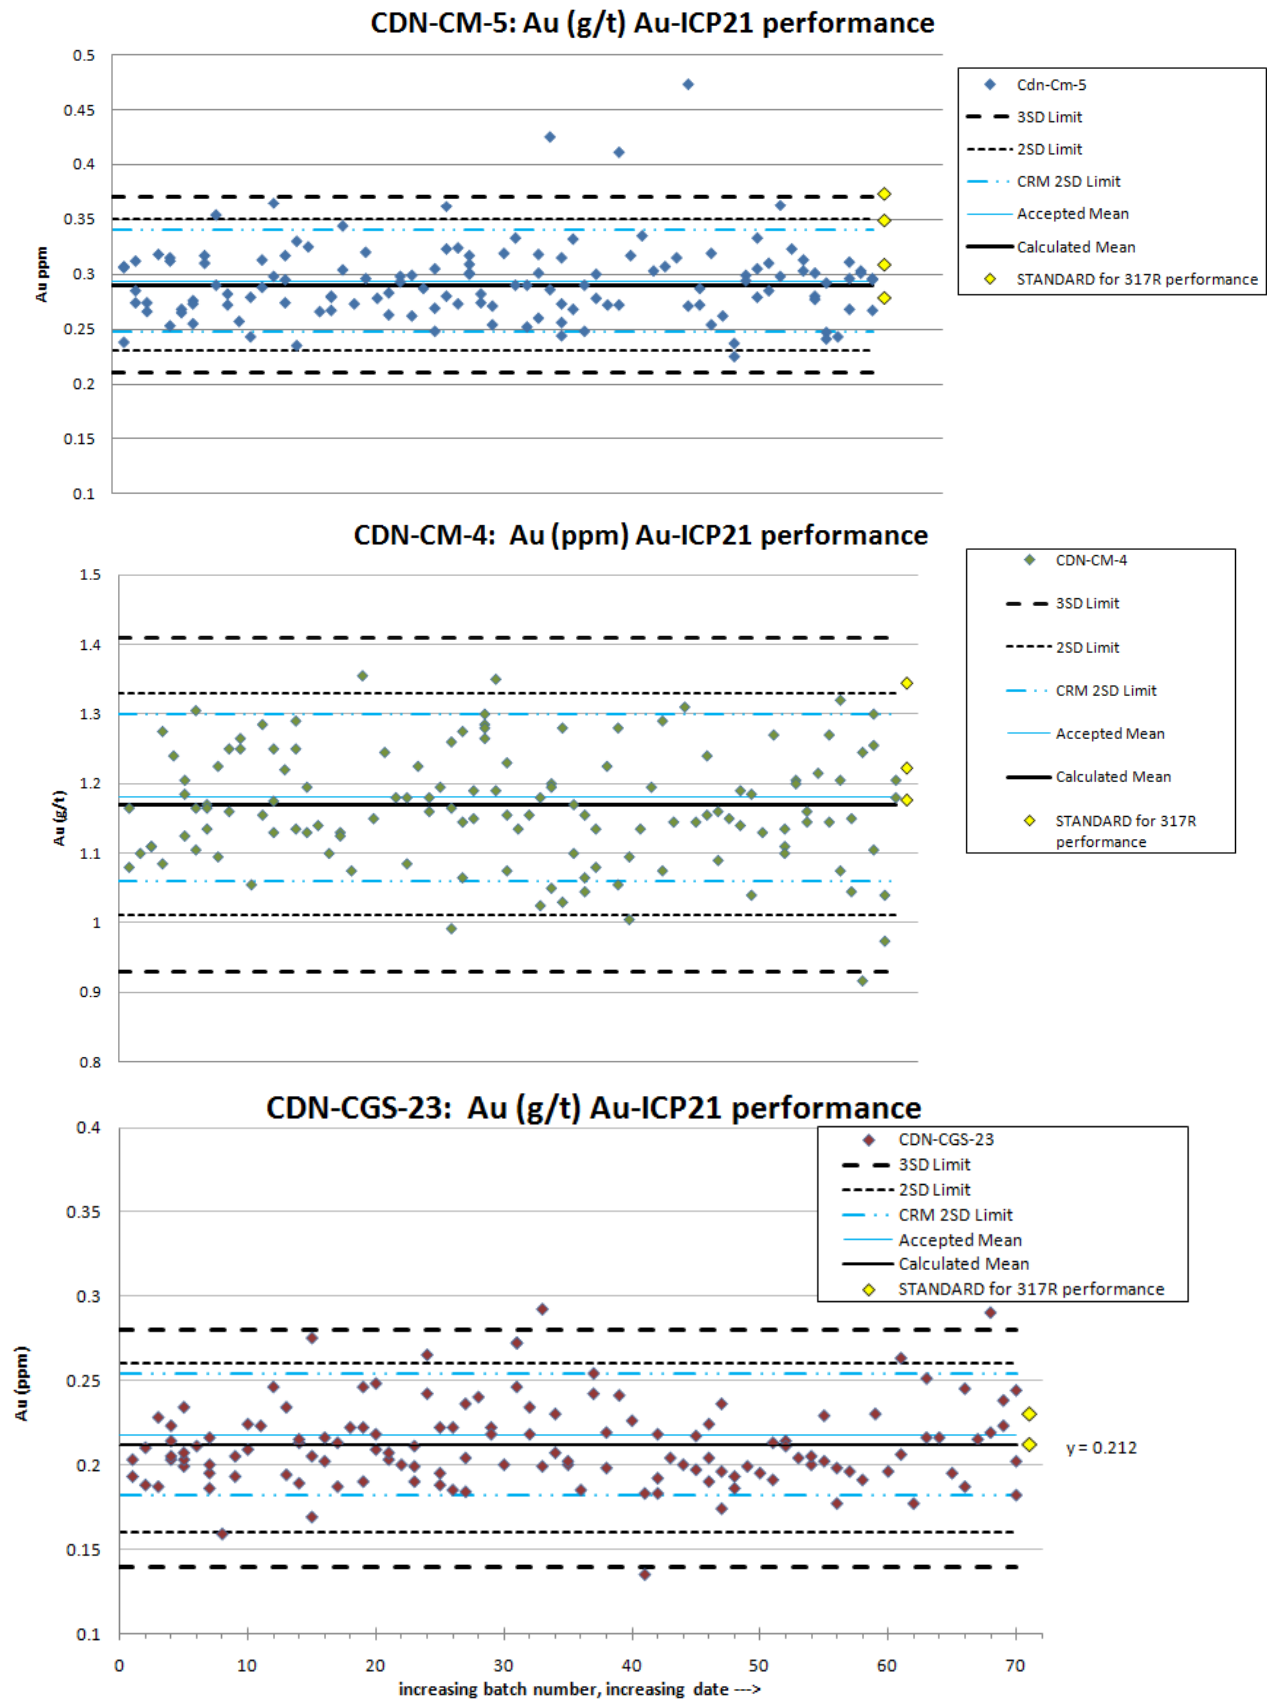 CDN-CM-5: Au (g/t) Au-ICP21 performance
0.5
0.45
0.4
0.35
0.3
0.25
0.2
0.15
0.1
Au ppm
Cdn-Cm-5
3SD Limit
2SD Limit
CRM 2SD Limit
Accepted Mean
Calculated Mean
STANDARD for 317R performance
CDN-CM-4: Au (ppm) Au-ICP21 performance
1.5
1.4
1.3
1.2
1.1
1
0.9
0.8
Au (g/t)
CDN-CM-4
3SD Limit
2SD Limit
CRM 2SD Limit
Accepted Mean
Calculated Mean
STANDARD for 317R
performance
CDN-CGS-23: Au (g/t) Au-ICP21 performance
0.4
0.35
0.3
0.25
0.2
0.15
0.1
Au (ppm)
CDN-CGS-23
3SD Limit
2SD Limit
CRM 2SD Limit
Accepted Mean
Calculated Mean
STANDARD for 317R performance
y = 0.212
0 10 20 30 40 50 60 70
increasing batch number, increasing date --->